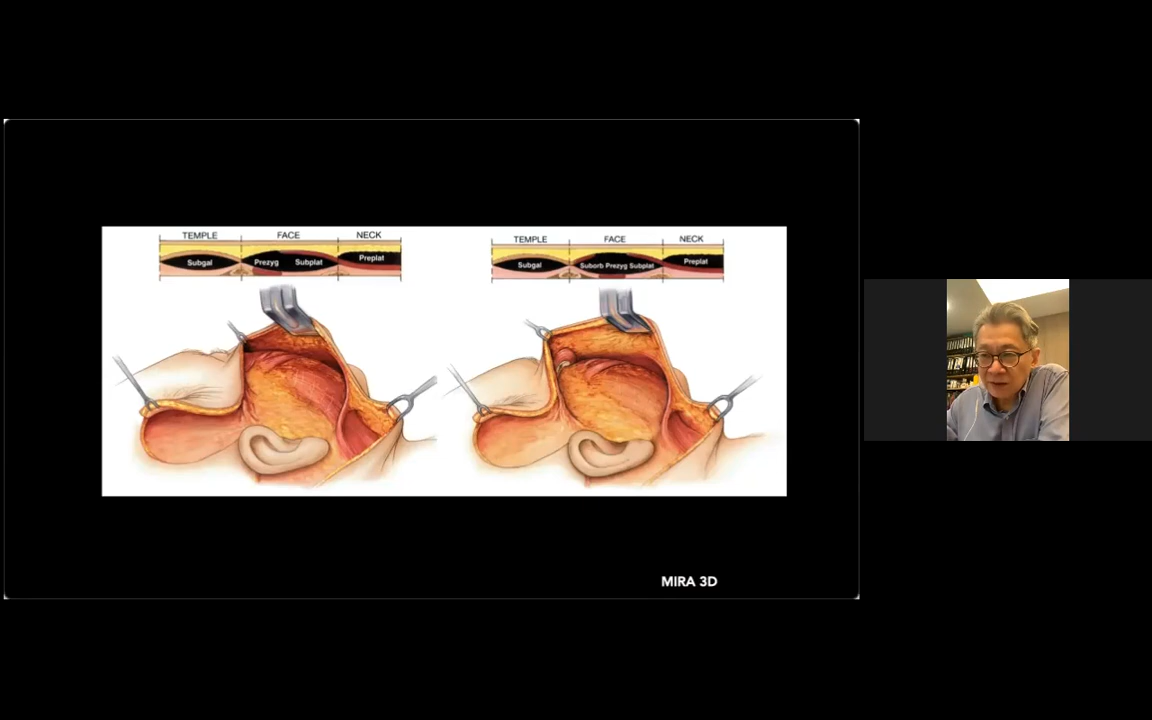 TEMPLE FACE NECK
Subgal Prezyg Subplat Preplat
TEMPLE FACE NECK
Subgal Suborb Prezyg Subplat Preplat
MIRA 3D